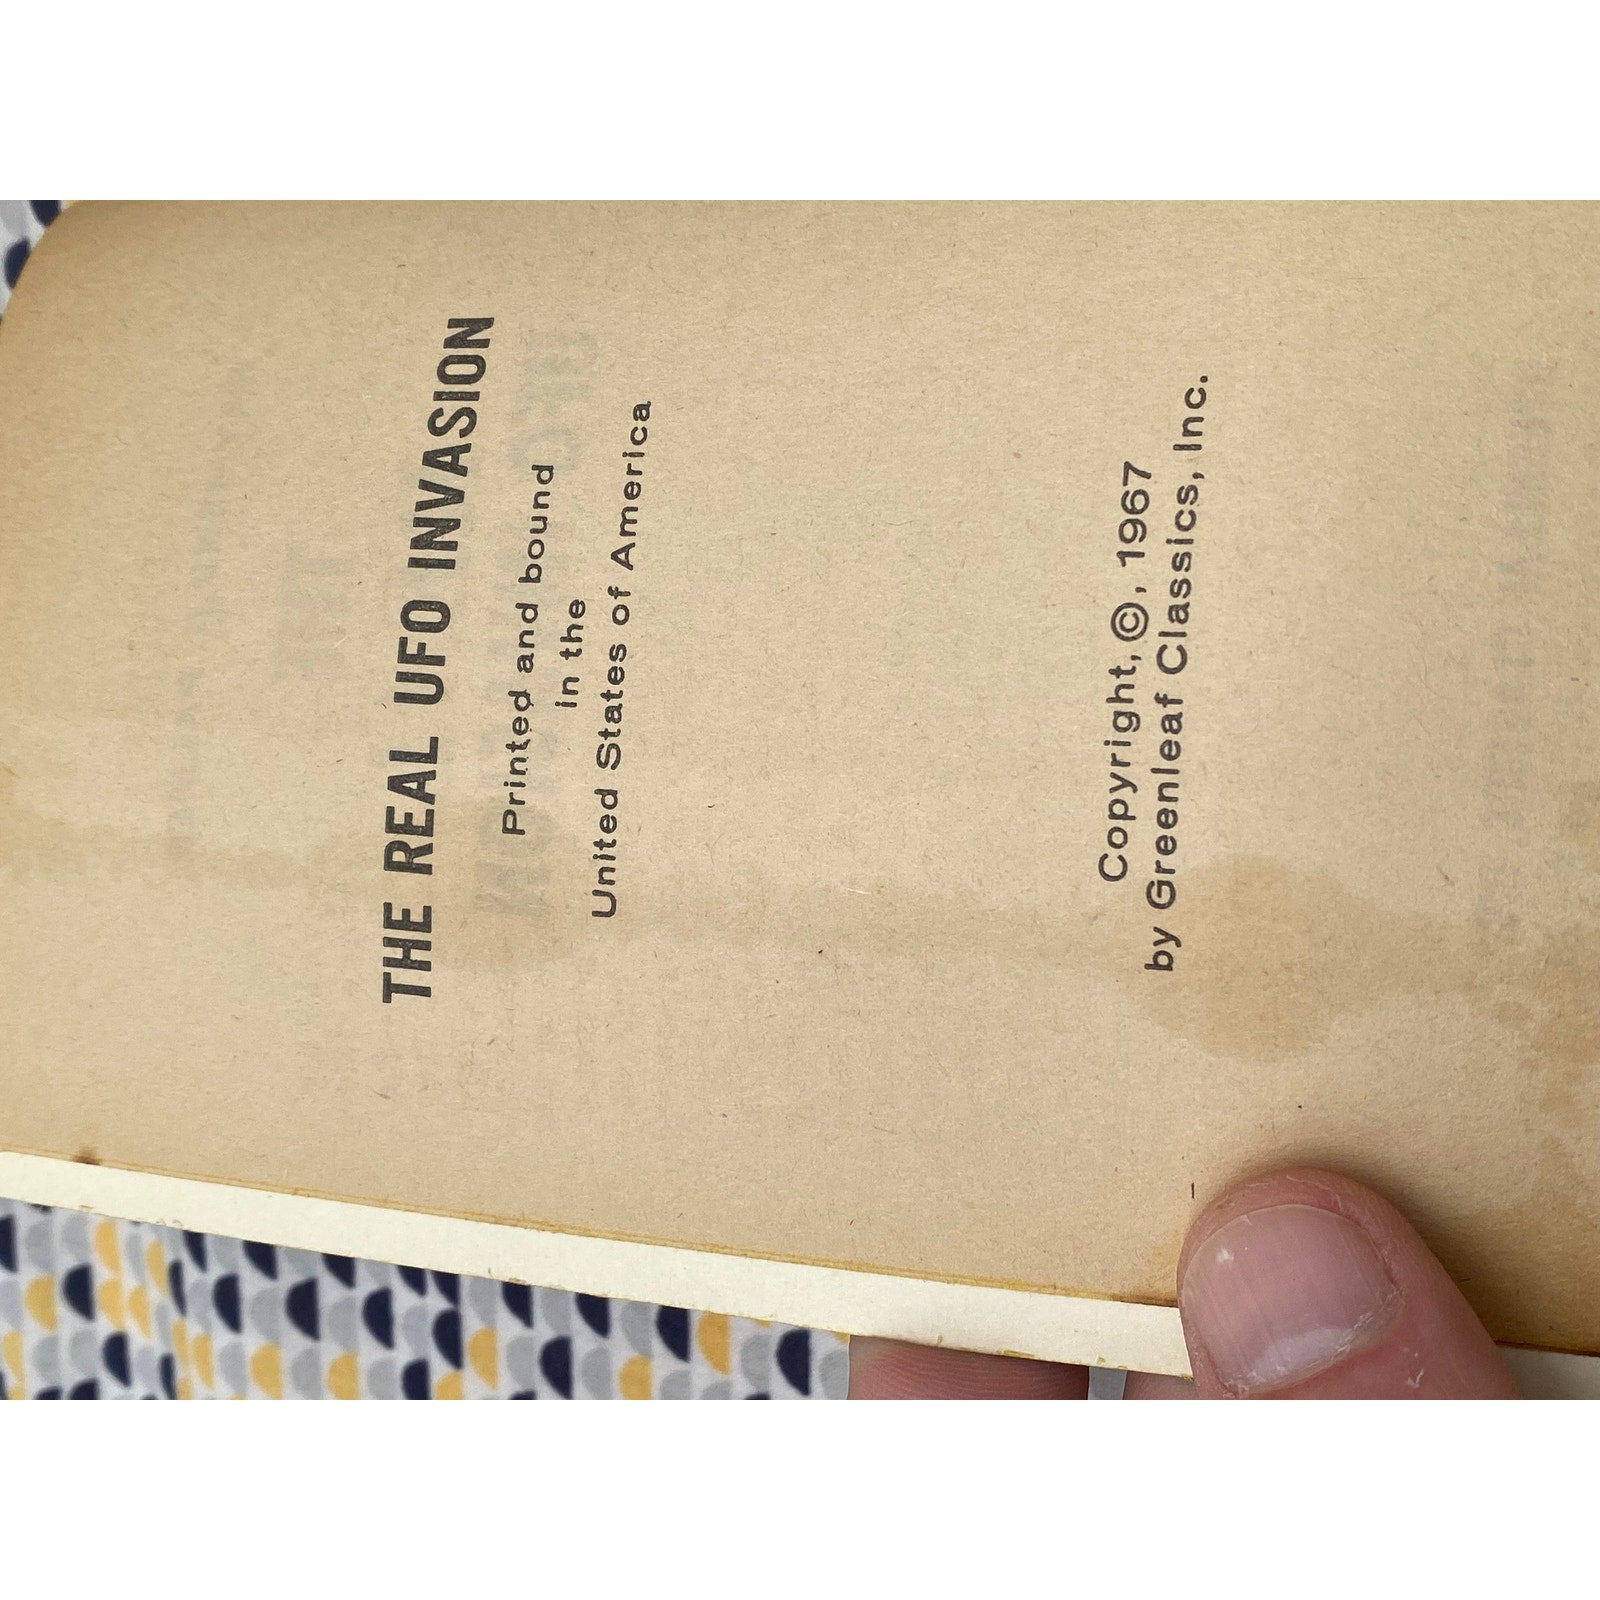 THE REAL UFO INVASION
Printed and bound
in the
United States of America
Copyright, ©, 1967
by Greenleaf Classics, Inc.